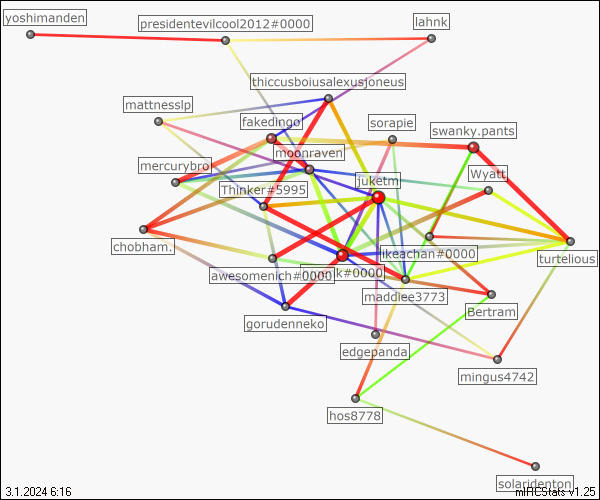 yoshimanden
presidentevilcool2012#0000
lahnk
thiccusboiusalexusjoneus
mattnesslp
fakedingo
sorapie
swanky.pants
moonraven
mercurybro
juketm
Wyatt
Thinker#5995
chobham.
likeachan#0000
turtelious
awesomenich#0000
k#0000
maddiee3773
Bertram
gorudenneko
edgepanda
mingus4742
hos8778
solaridenton
3.1.2024 6:16
mIRCStats v1.25